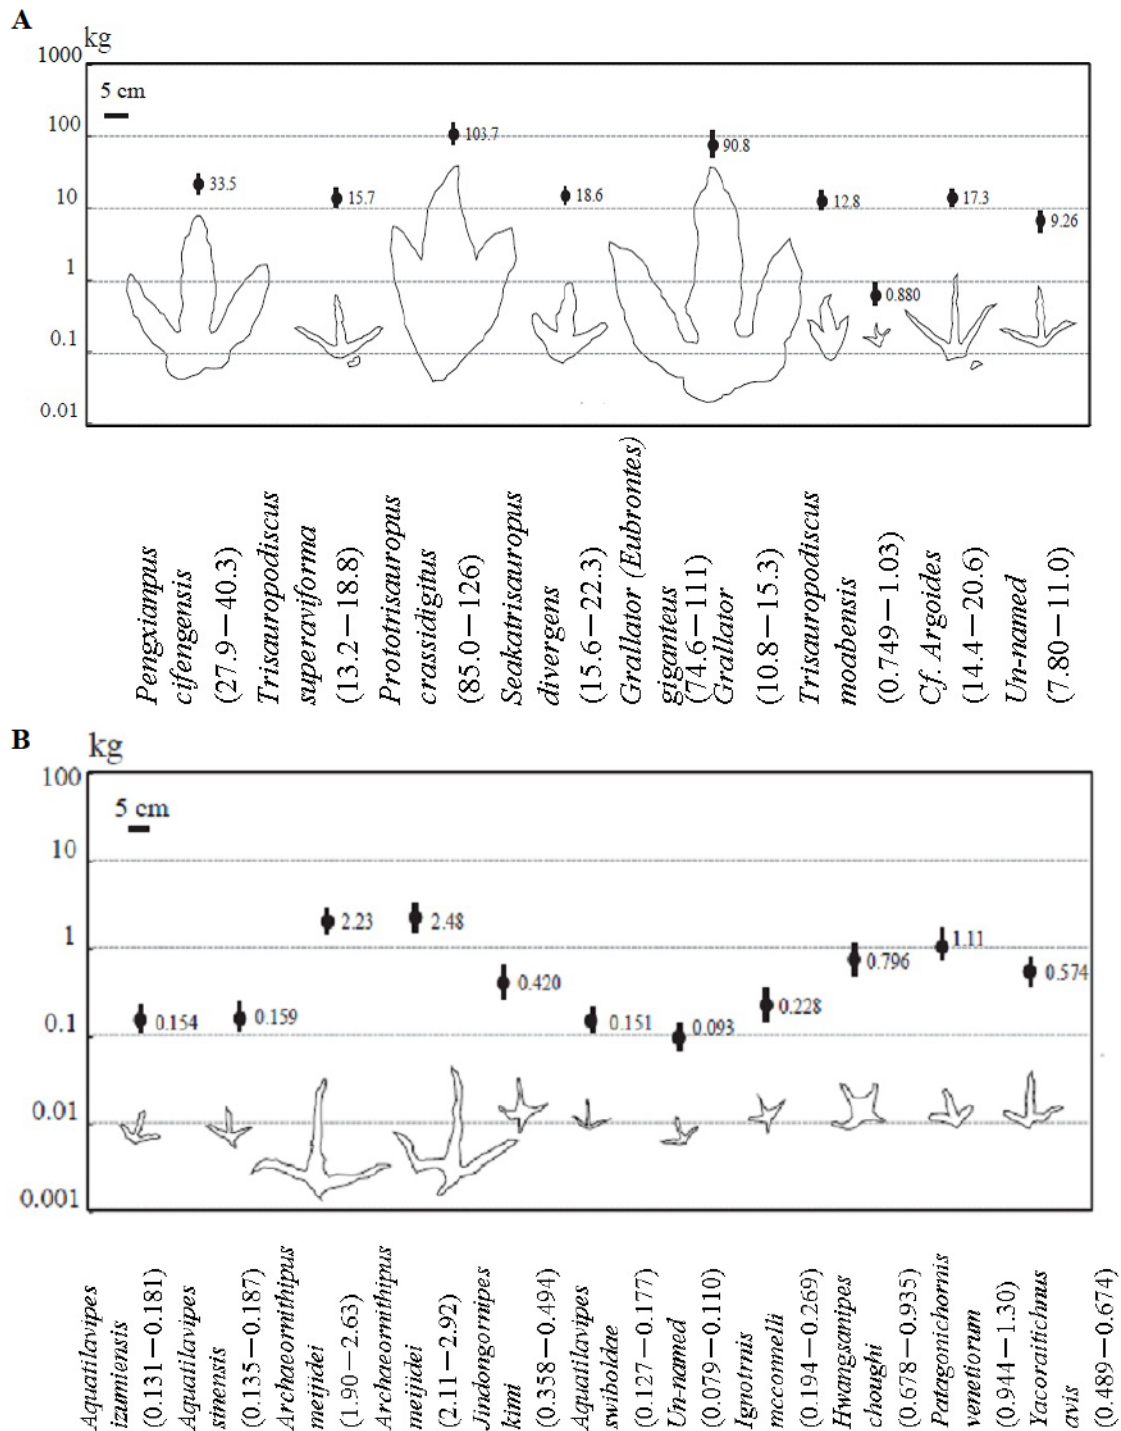 A
kg
1000
100
10
1
0.1
0.01
5 cm
33.5
15.7
103.7
18.6
90.8
12.8
0.880
17.3
9.26
Pengxianpus
cifengensis
(27.9−40.3)
Trisauropodiscus
superaviforma
(13.2−18.8)
Prototrisauropus
crassidigitus
(85.0−126)
Seakatrisauropus
divergens
(15.6−22.3)
Grallator (Eubrontes)
giganteus
(74.6−111)
Grallator
(10.8−15.3)
Trisauropodiscus
moabensis
(0.749−1.03)
Cf. Argoides
(14.4−20.6)
Un-named
(7.80−11.0)
B
kg
100
10
1
0.1
0.01
0.001
5 cm
0.154
0.159
2.23
2.48
0.420
0.151
0.093
0.228
0.796
1.11
0.574
Aquatilavipes
izumiensis
(0.131−0.181)
Aquatilavipes
sinensis
(0.135−0.187)
Archaeornithipus
meijidei
(1.90−2.63)
Archaeornithipus
meijidei
(2.11−2.92)
Jindongornipes
kimi
(0.358−0.494)
Aquatilavipes
swiboldae
(0.127−0.177)
Un-named
(0.079−0.110)
Ignotrnis
mcconnelli
(0.194−0.269)
Hwangsanipes
choughi
(0.678−0.935)
Patagonichornis
venetiorum
(0.944−1.30)
Yacoraitichnus
avis
(0.489−0.674)